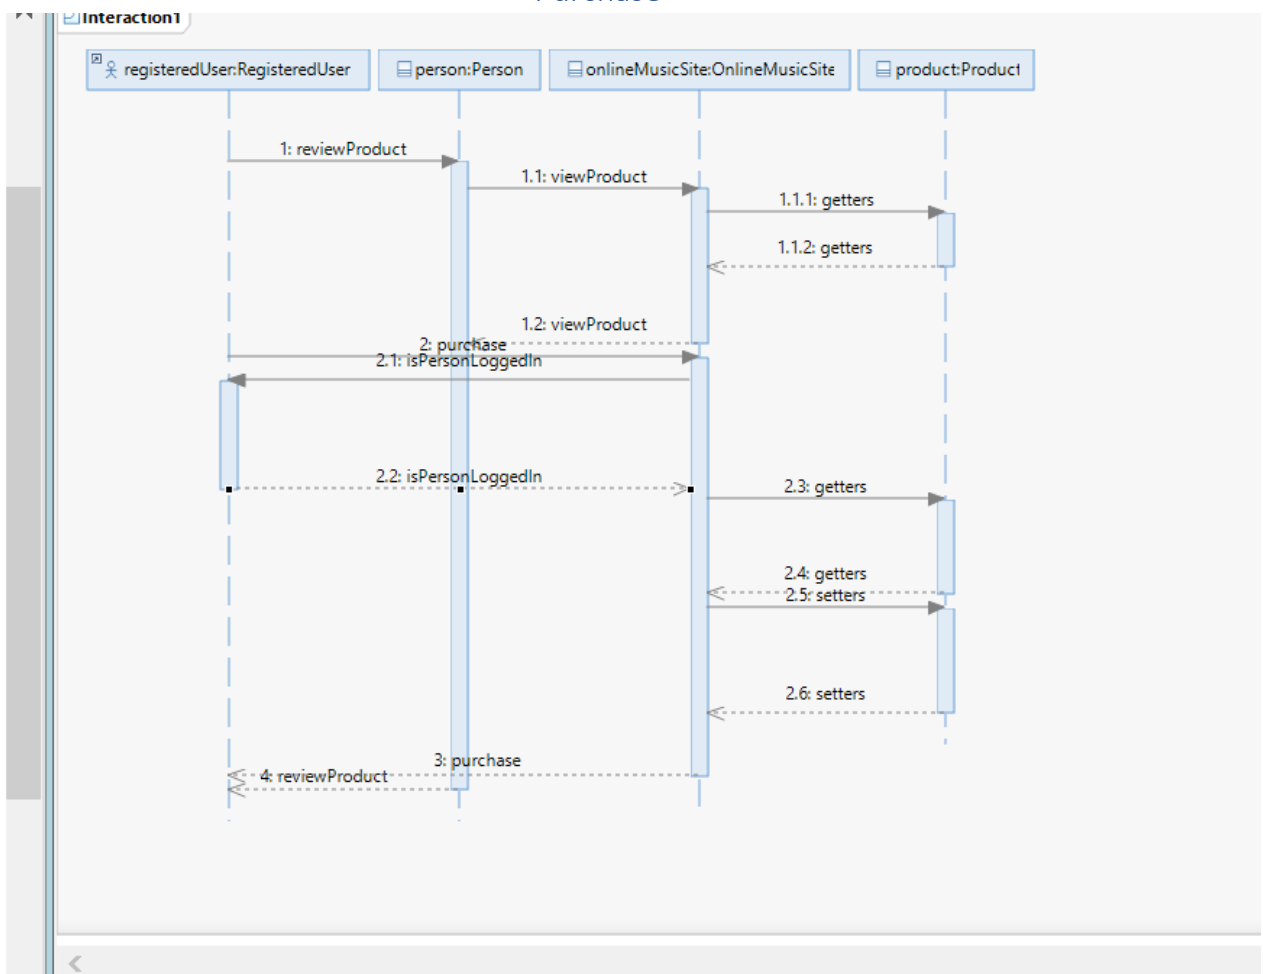 Purchase
Interaction1
registeredUser:RegisteredUser
person:Person
onlineMusicSite:OnlineMusicSite
product:Product
1: reviewProduct
1.1: viewProduct
1.1.1: getters
1.1.2: getters
1.2: viewProduct
2: purchase
2.1: isPersonLoggedIn
2.2: isPersonLoggedIn
2.3: getters
2.4: getters
2.5: setters
2.6: setters
3: purchase
4: reviewProduct